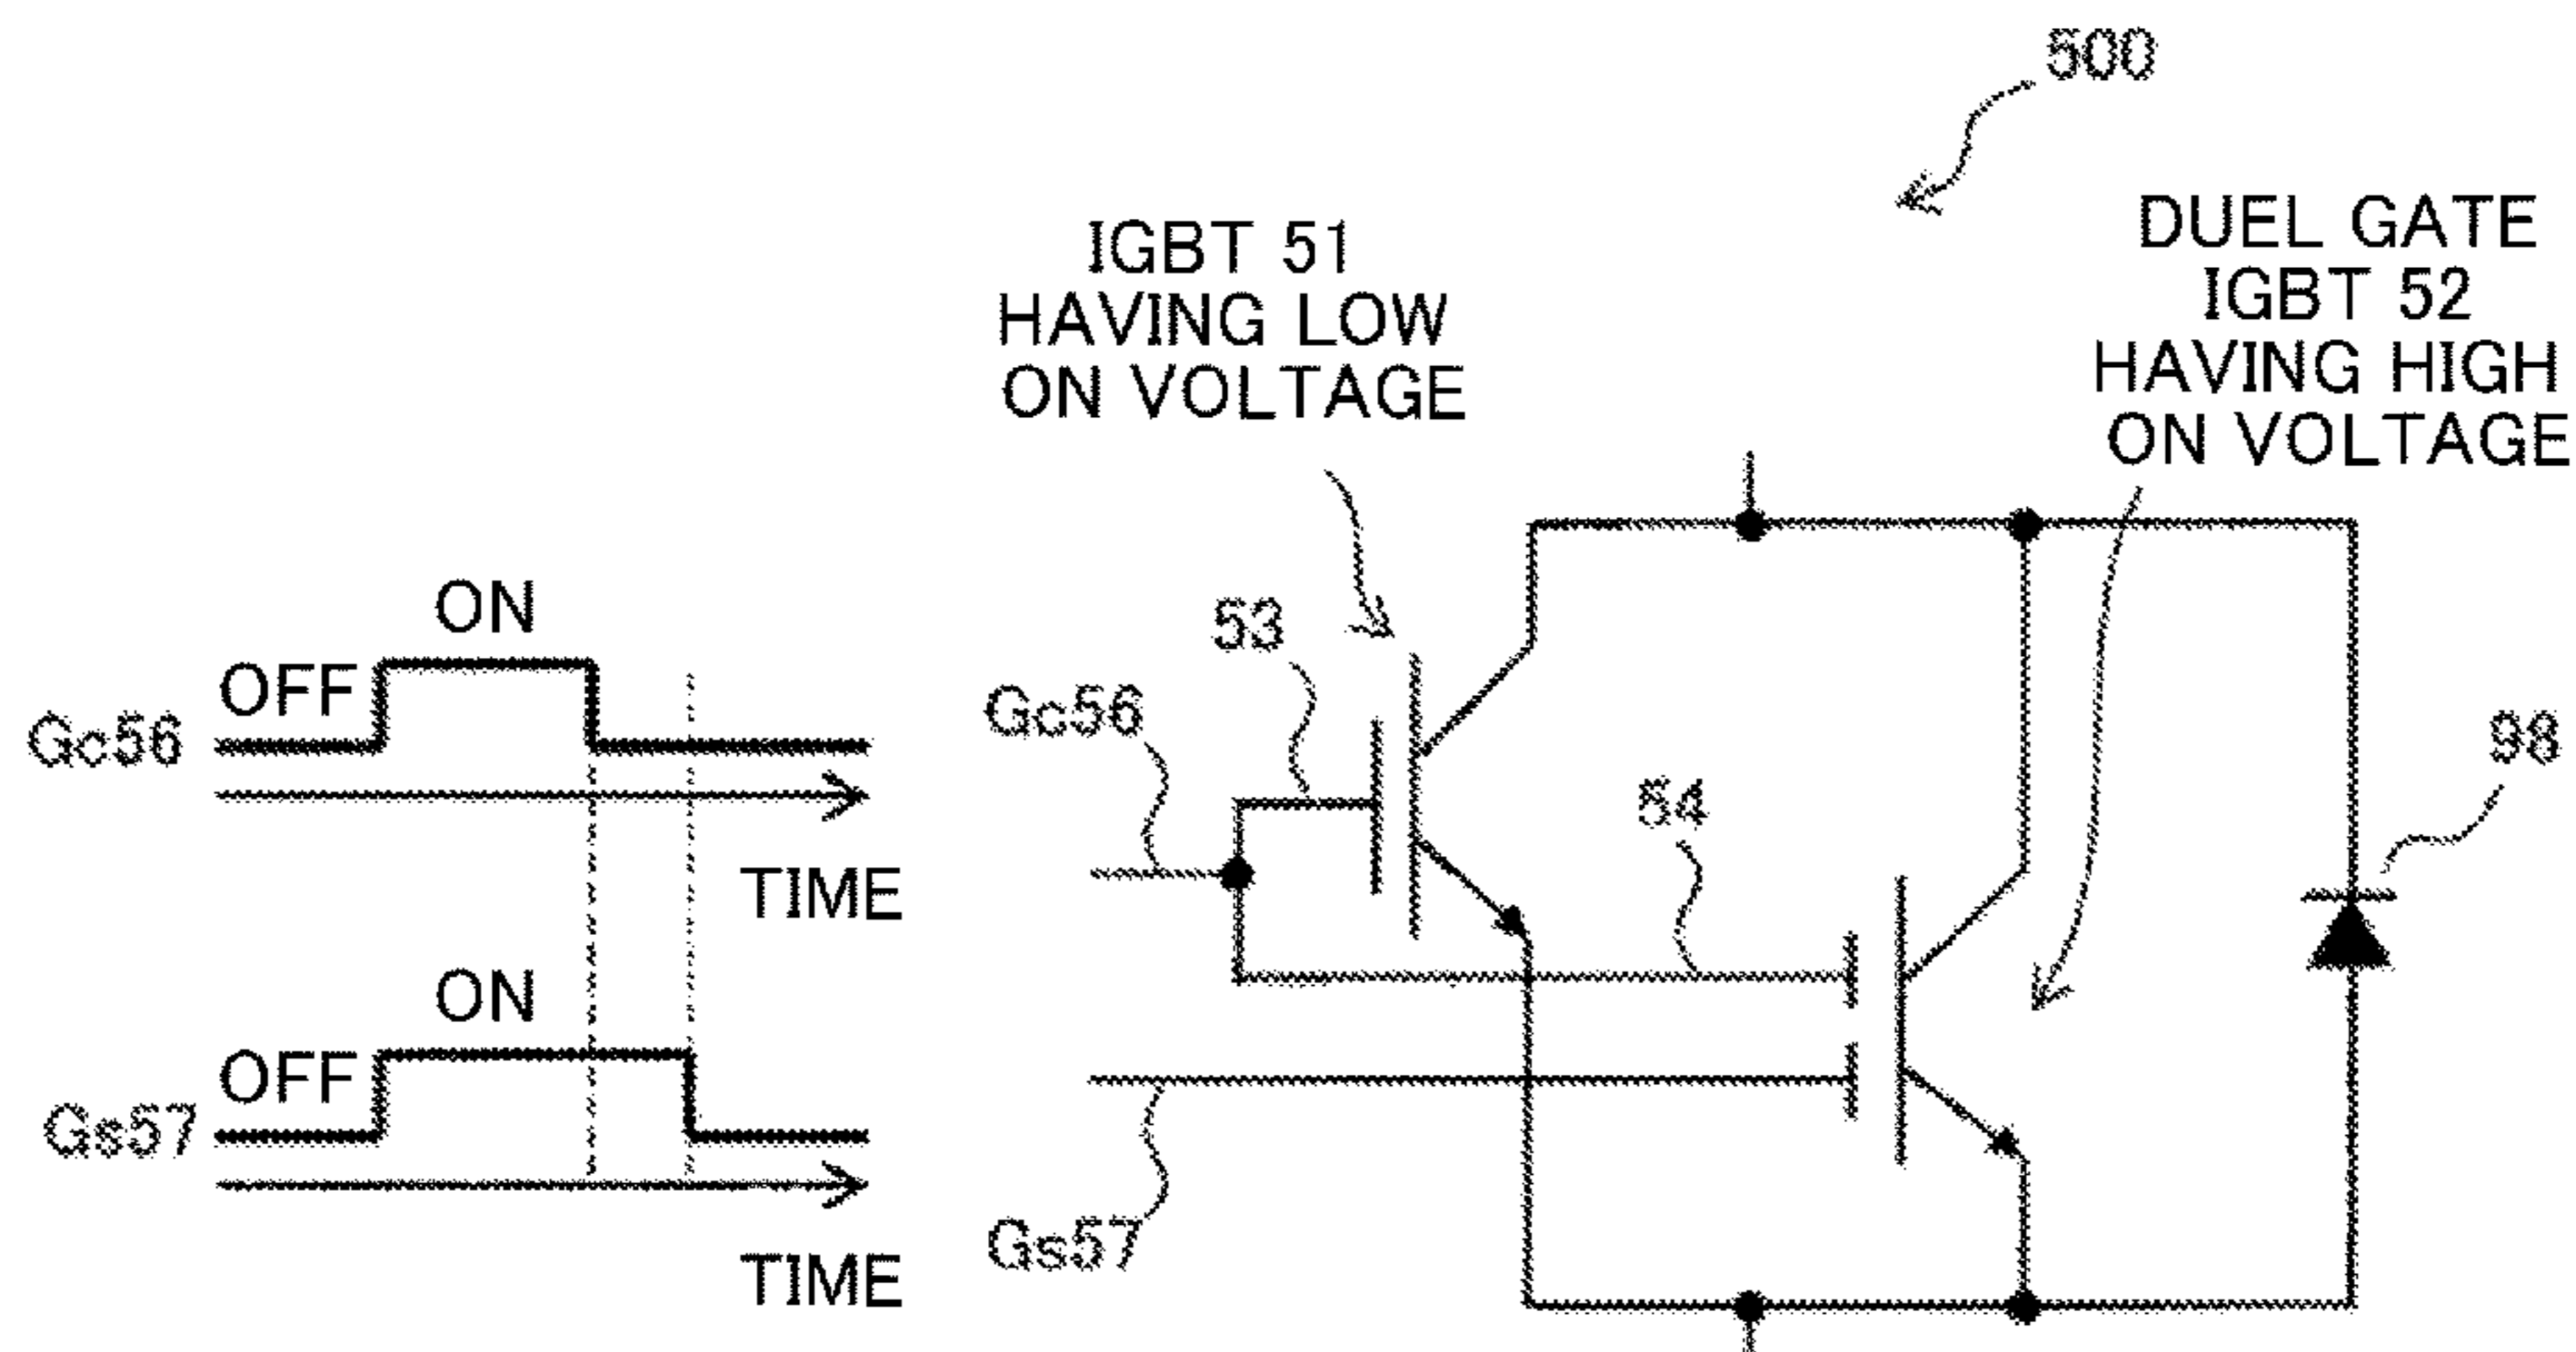 500
IGBT 51
HAVING LOW
ON VOLTAGE
DUEL GATE
IGBT 52
HAVING HIGH
ON VOLTAGE
ON
OFF
Gc56
TIME
ON
OFF
Gs57
TIME
53
Gc56
54
98
Gs57